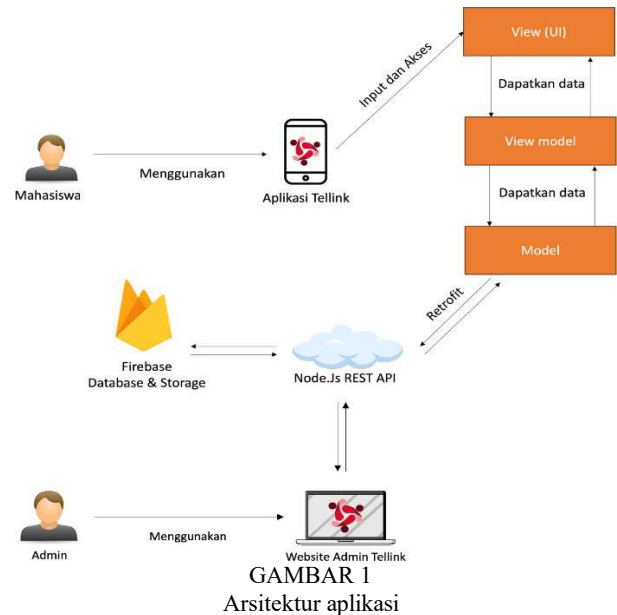 View (UI)
Input dan Akses
Dapatkan data
View model
Menggunakan
Mahasiswa
Aplikasi Tellink
Dapatkan data
Model
Retrofit
Firebase
Database & Storage
Node.Js REST API
Menggunakan
Admin
Website Admin Tellink
GAMBAR 1
Arsitektur aplikasi